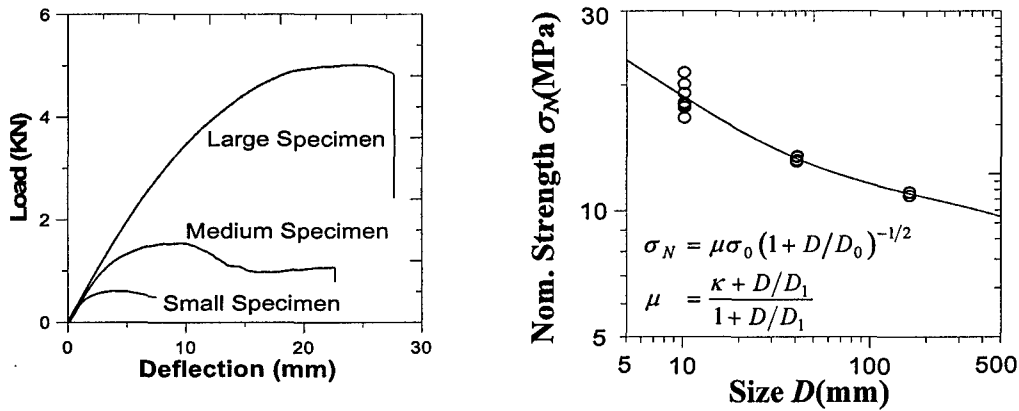 6
4
2
0
Load (KN)
Large Specimen
Medium Specimen
Small Specimen
0 10 20 30
Deflection (mm)
30
10
5
Nom. Strength σN(MPa)
σN = μσ0 (1 + D/D0)^−1/2
μ = κ + D/D1 / 1 + D/D1
5 10 100 500
Size D(mm)